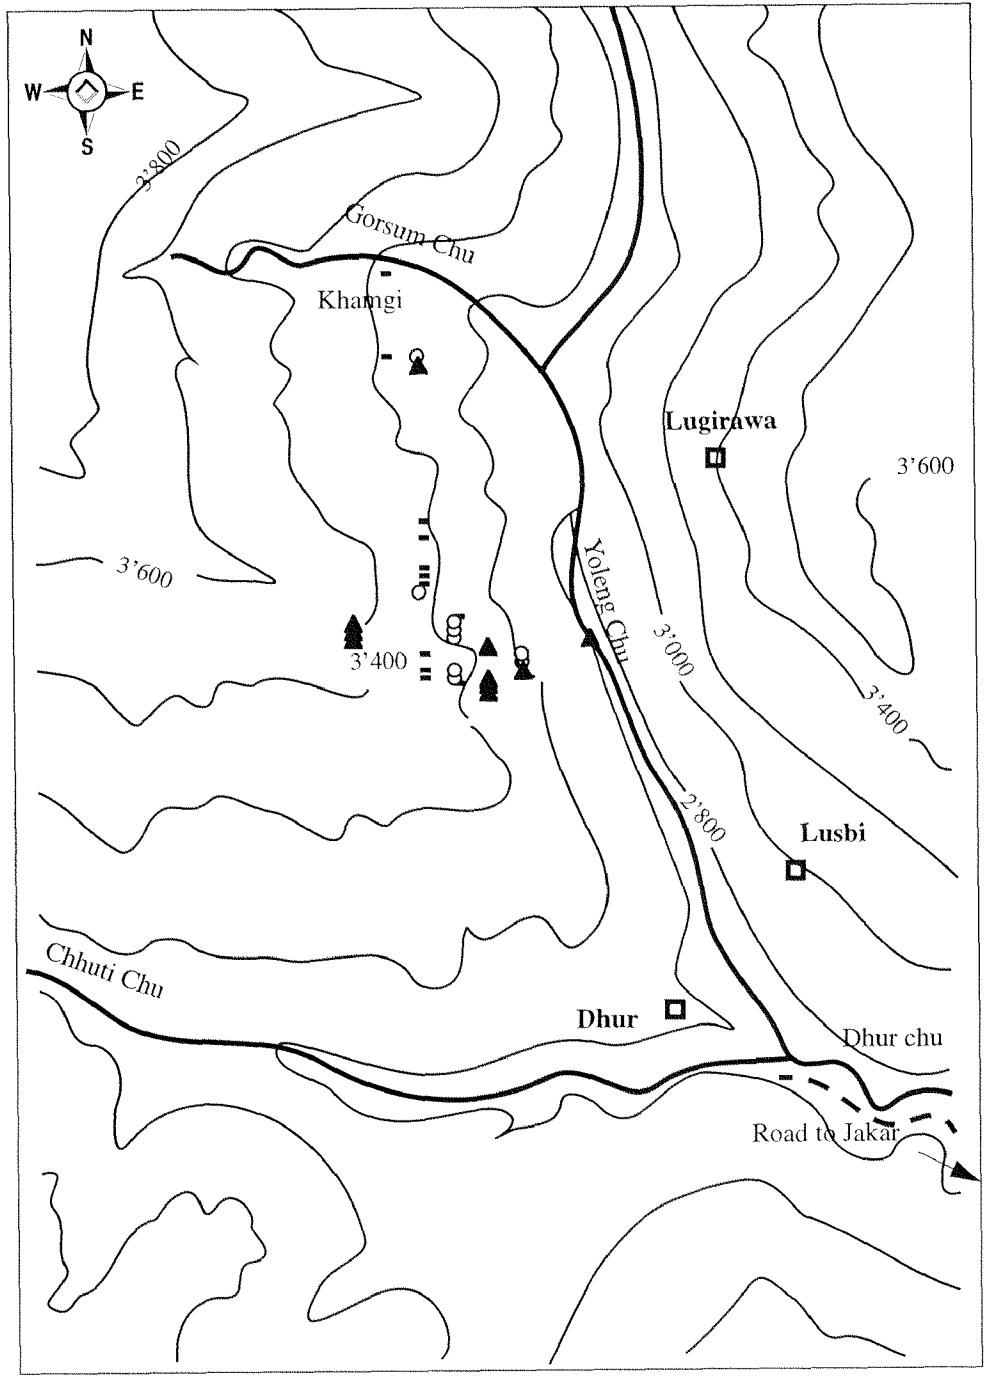 N
W E
S
3'800
Gorsum Chu
Khamgi
Lugirawa
3'600
Yoleng Chu
3'600
3'000
3'400
3'400
2'800
Lusbi
Chhuti Chu
Dhur
Dhur chu
Road to Jakar